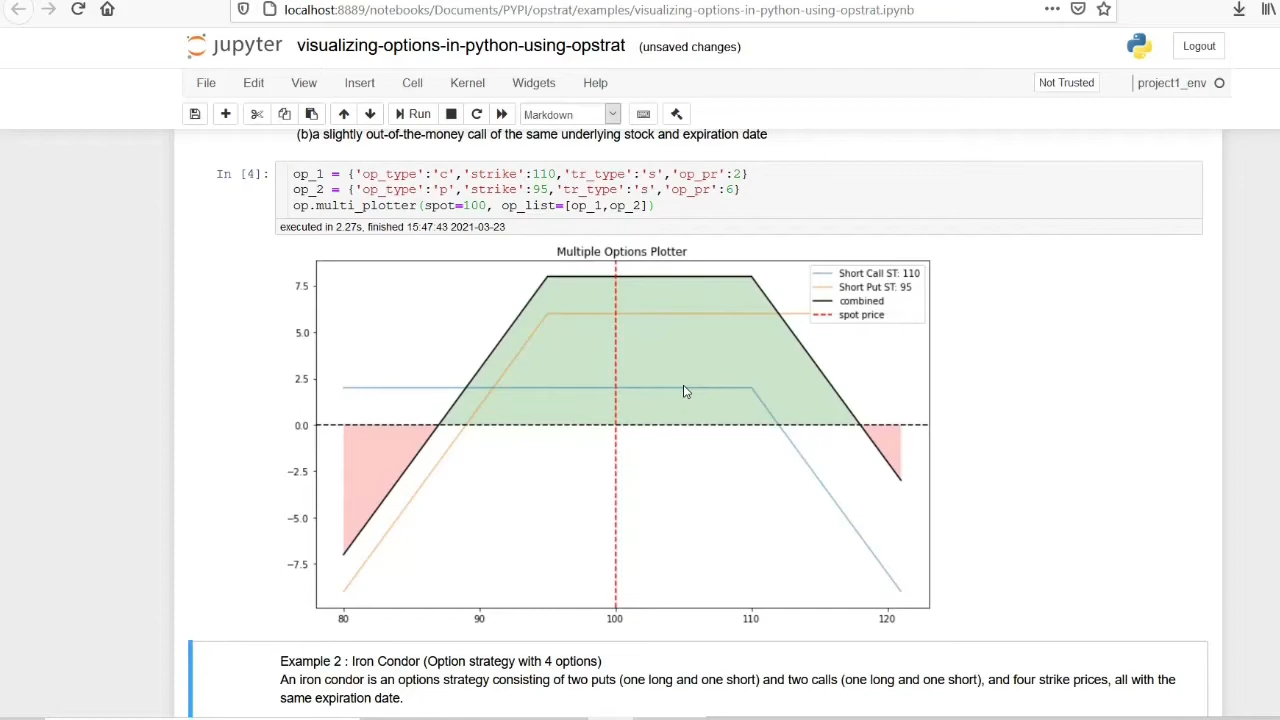 localhost:8889/notebooks/Documents/PYPI/opstrat/examples/visualizing-options-in-python-using-opstrat.ipynb
jupyter visualizing-options-in-python-using-opstrat (unsaved changes)
Logout
File Edit View Insert Cell Kernel Widgets Help
Not Trusted
project1_env
Run
Markdown
(b)a slightly out-of-the-money call of the same underlying stock and expiration date
In [4]:
op_1 = {'op_type':'c','strike':110,'tr_type':'s','op_pr':2}
op_2 = {'op_type':'p','strike':95,'tr_type':'s','op_pr':6}
op.multi_plotter(spot=100, op_list=[op_1,op_2])
executed in 2.27s, finished 15:47:43 2021-03-23
Multiple Options Plotter
Short Call ST: 110
Short Put ST: 95
combined
spot price
7.5
5.0
2.5
0.0
−2.5
−5.0
−7.5
80 90 100 110 120
Example 2 : Iron Condor (Option strategy with 4 options)
An iron condor is an options strategy consisting of two puts (one long and one short) and two calls (one long and one short), and four strike prices, all with the
same expiration date.